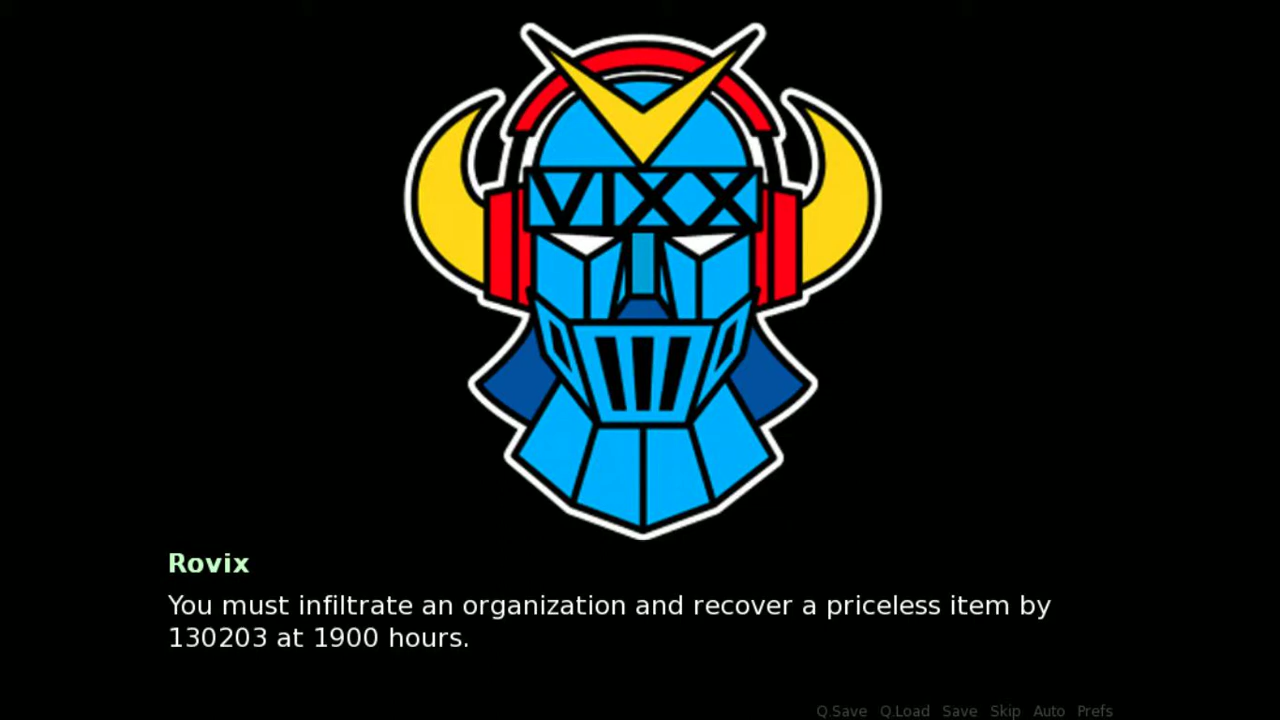 VIXX
Rovix
You must infiltrate an organization and recover a priceless item by
130203 at 1900 hours.
Q.Save Q.Load Save Skip Auto Prefs